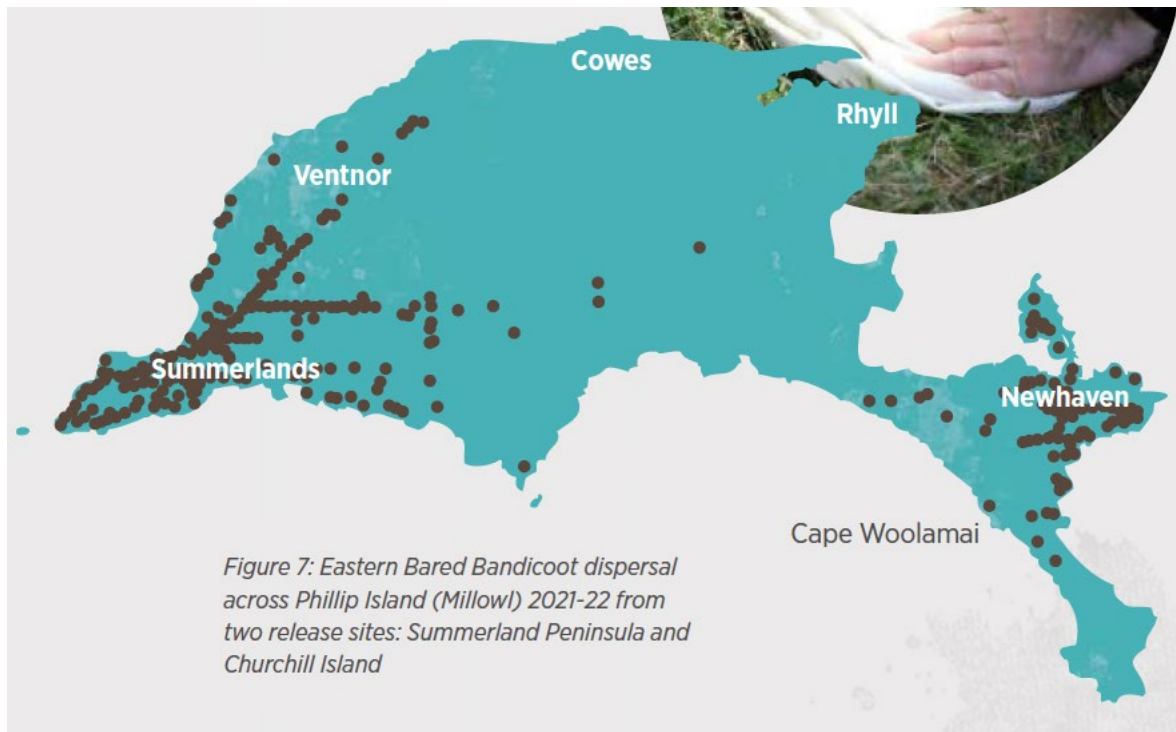 Cowes
Rhyll
Ventnor
Summerlands
Newhaven
Cape Woolamai
Figure 7: Eastern Bared Bandicoot dispersal
across Phillip Island (Millowl) 2021-22 from
two release sites: Summerland Peninsula and
Churchill Island